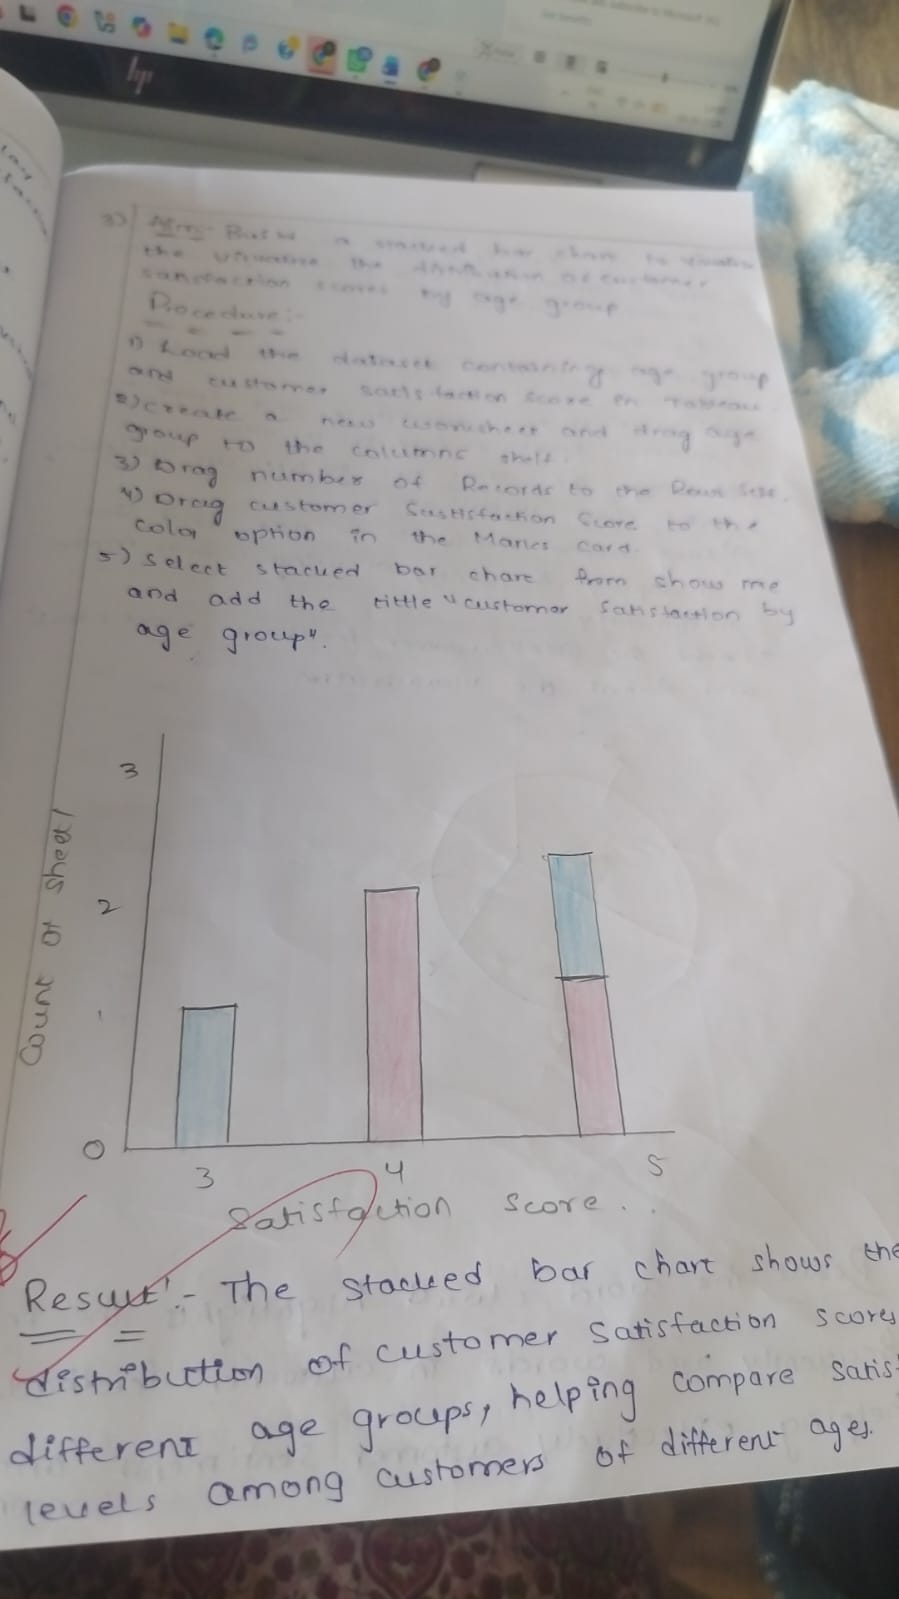 hp
3) Aim:- Build a stacked bar chart to visualize
the visualize the distribution of customer
satisfaction scores by age group
Procedure:-
1) Load the dataset containing age group
and customer satisfaction score in Tableau.
2) create a new worksheet and drag age
group to the columns shelf.
3) Drag number of Records to the Rows
4) Drag customer Sastisfaction Score to the
Color option in the Marks card.
5) select stacked bar chart from show me
and add the tittle "customer satisfaction by
age group".
3
2
0
Count of sheet1
3 4 5
Satisfaction score.
Result:- The stacked bar chart shows the
distribution of customer satisfaction scores
different age groups, helping compare satis
levels among customers of different ages.